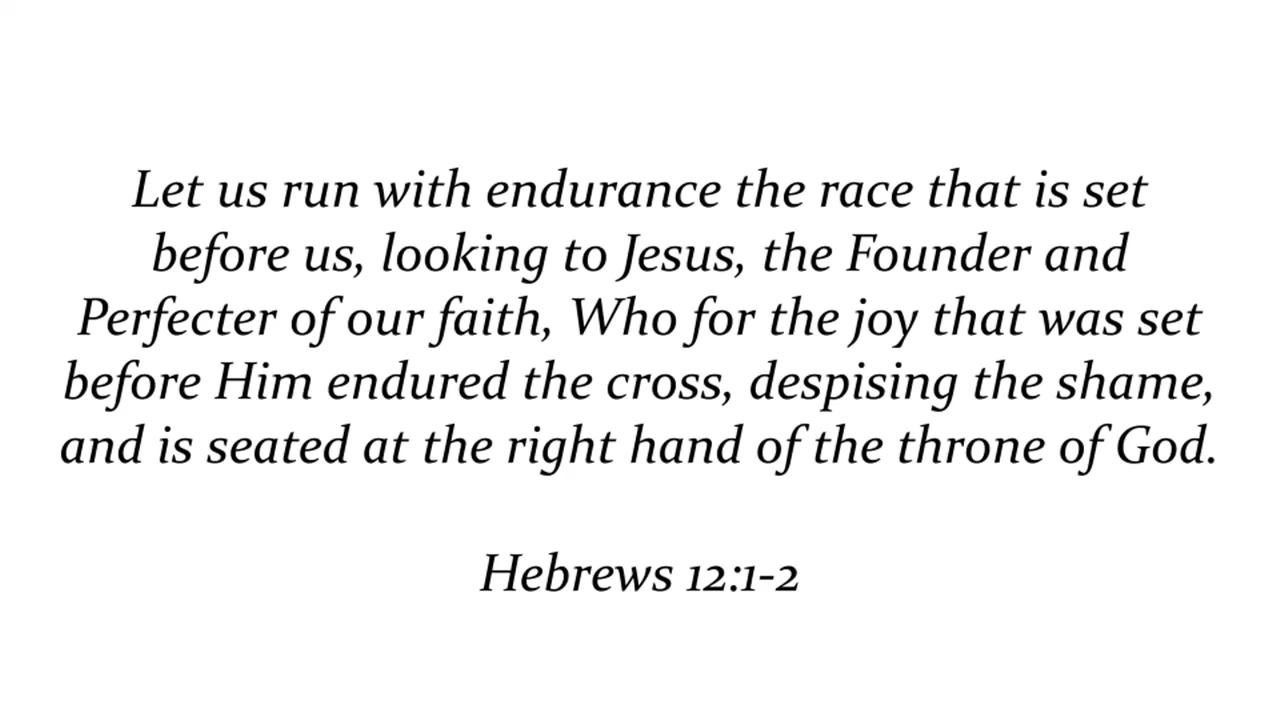 Let us run with endurance the race that is set
before us, looking to Jesus, the Founder and
Perfecter of our faith, Who for the joy that was set
before Him endured the cross, despising the shame,
and is seated at the right hand of the throne of God.
Hebrews 12:1-2